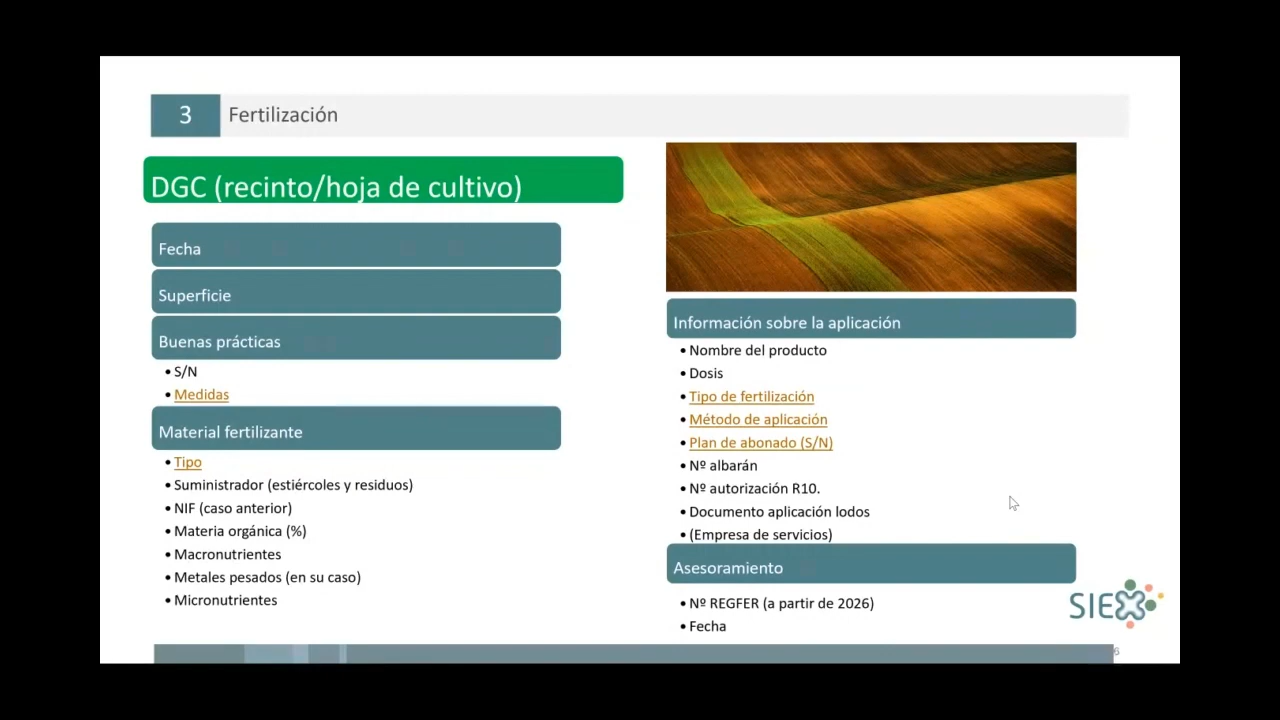 3
Fertilización
DGC (recinto/hoja de cultivo)
Fecha
Superficie
Buenas prácticas
• S/N
• Medidas
Material fertilizante
• Tipo
• Suministrador (estiércoles y residuos)
• NIF (caso anterior)
• Materia orgánica (%)
• Macronutrientes
• Metales pesados (en su caso)
• Micronutrientes
Información sobre la aplicación
• Nombre del producto
• Dosis
• Tipo de fertilización
• Método de aplicación
• Plan de abonado (S/N)
• Nº albarán
• Nº autorización R10.
• Documento aplicación lodos
• (Empresa de servicios)
Asesoramiento
• Nº REGFER (a partir de 2026)
• Fecha
SIEX